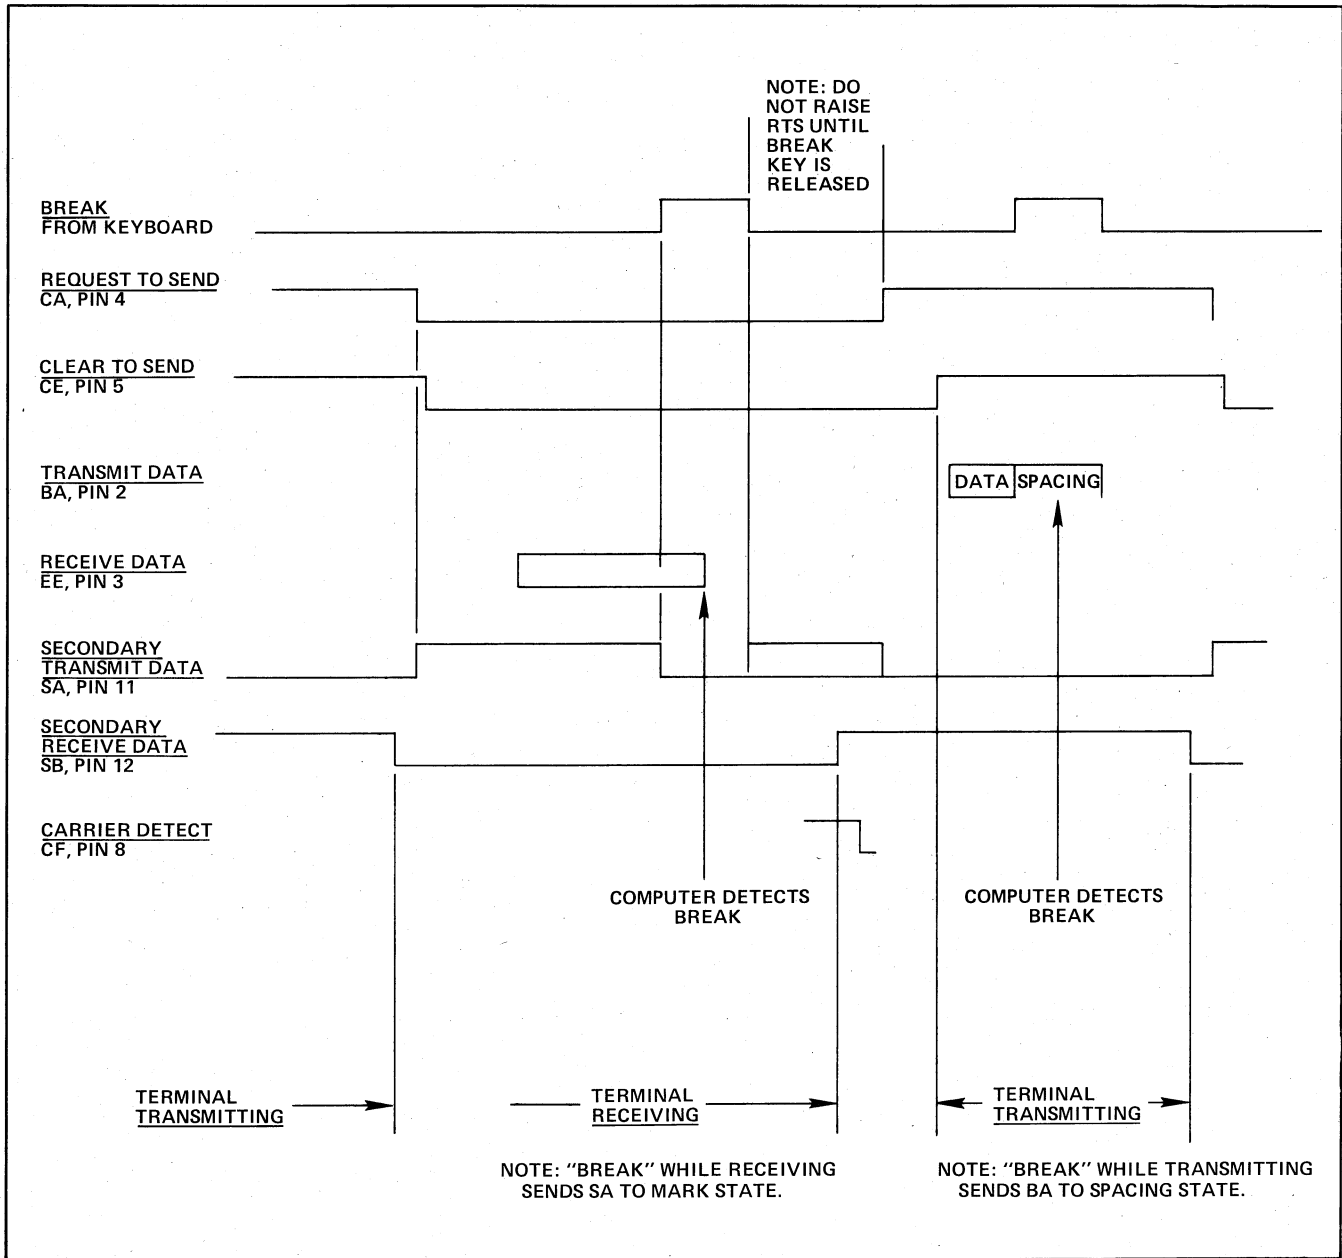 NOTE: DO
NOT RAISE
RTS UNTIL
BREAK
KEY IS
RELEASED
BREAK
FROM KEYBOARD
REQUEST TO SEND
CA, PIN 4
CLEAR TO SEND
CE, PIN 5
TRANSMIT DATA
BA, PIN 2
DATA SPACING
RECEIVE DATA
EE, PIN 3
SECONDARY
TRANSMIT DATA
SA, PIN 11
SECONDARY
RECEIVE DATA
SB, PIN 12
CARRIER DETECT
CF, PIN 8
COMPUTER DETECTS
BREAK
COMPUTER DETECTS
BREAK
TERMINAL
TRANSMITTING
TERMINAL
RECEIVING
TERMINAL
TRANSMITTING
NOTE: "BREAK" WHILE RECEIVING
SENDS SA TO MARK STATE.
NOTE: "BREAK" WHILE TRANSMITTING
SENDS BA TO SPACING STATE.